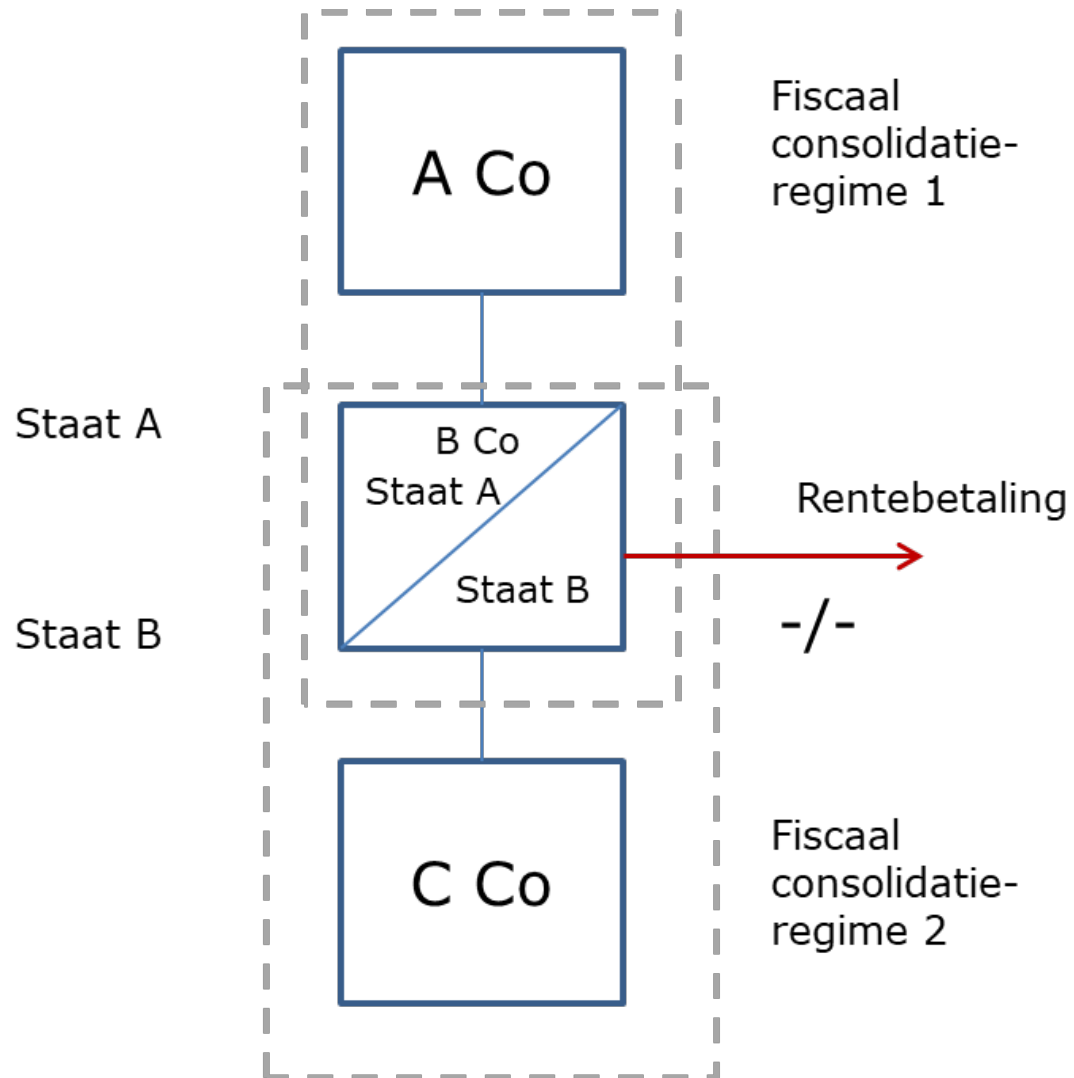 A Co
Fiscaal
consolidatie-
regime 1
Staat A
B Co
Staat A
Rentebetaling
Staat B
Staat B
-/-
C Co
Fiscaal
consolidatie-
regime 2